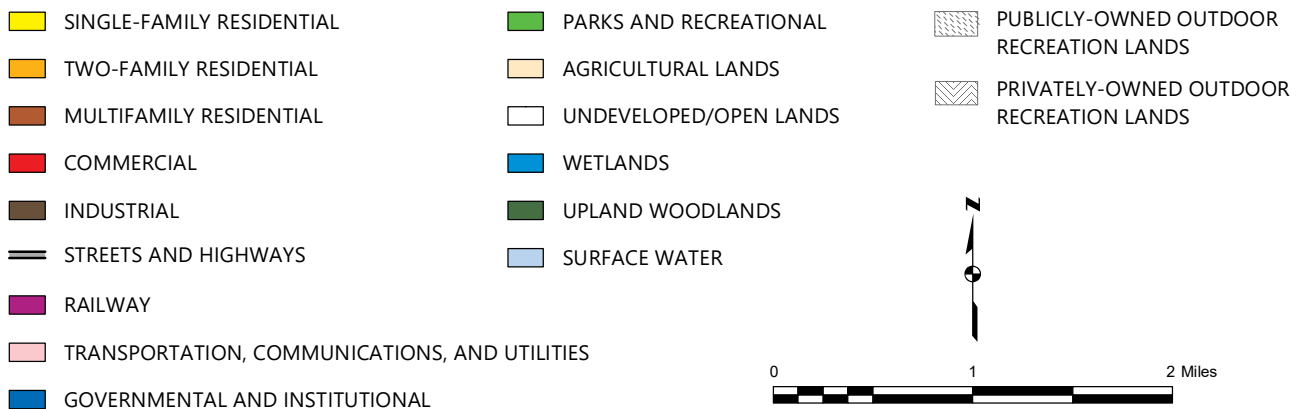 SINGLE-FAMILY RESIDENTIAL
TWO-FAMILY RESIDENTIAL
MULTIFAMILY RESIDENTIAL
COMMERCIAL
INDUSTRIAL
STREETS AND HIGHWAYS
RAILWAY
TRANSPORTATION, COMMUNICATIONS, AND UTILITIES
GOVERNMENTAL AND INSTITUTIONAL
PARKS AND RECREATIONAL
AGRICULTURAL LANDS
UNDEVELOPED/OPEN LANDS
WETLANDS
UPLAND WOODLANDS
SURFACE WATER
PUBLICLY-OWNED OUTDOOR
RECREATION LANDS
PRIVATELY-OWNED OUTDOOR
RECREATION LANDS
N
0 1 2 Miles